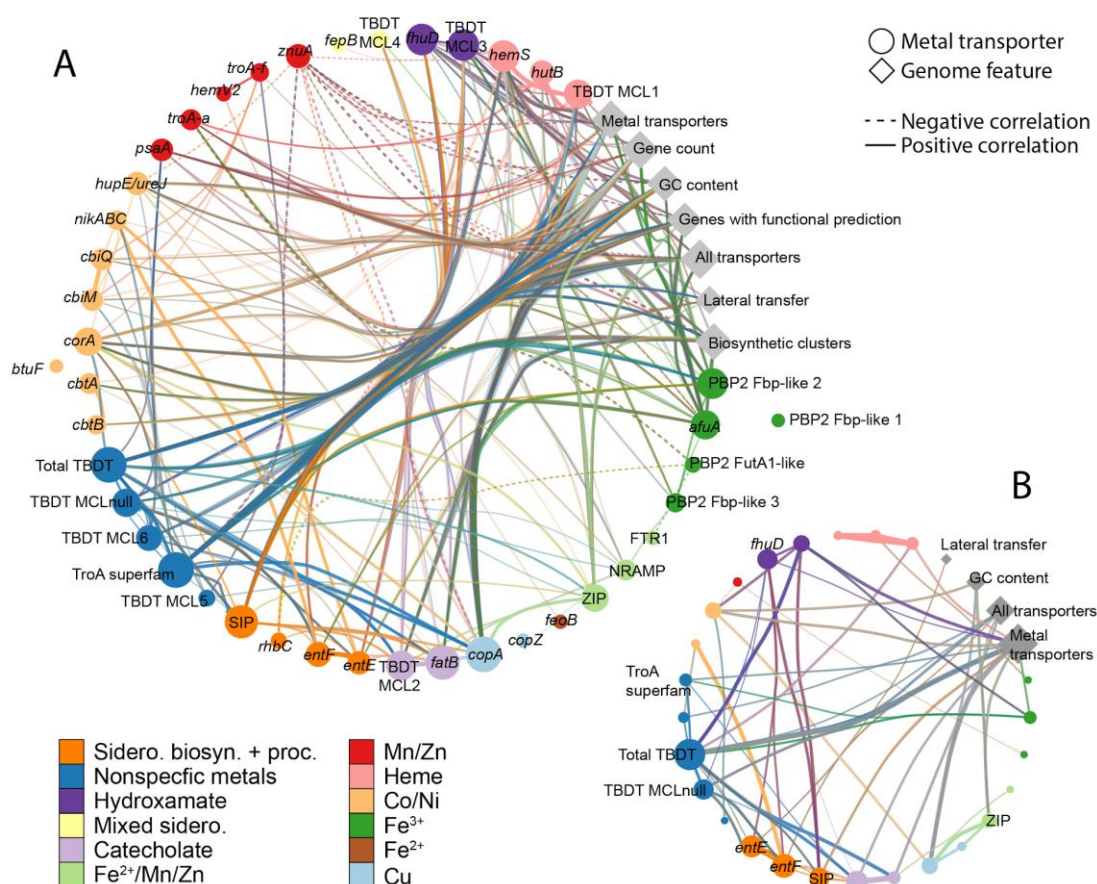 A
TBDT
MCL4
fhuD
TBDT
MCL3
fepB
znuA
hemS
hutB
troA-f
hemV2
TBDT MCL1
troA-a
Metal transporters
psaA
Gene count
hupE/ureJ
GC content
nikABC
Genes with functional prediction
cbiQ
All transporters
cbiM
Lateral transfer
corA
Biosynthetic clusters
btuF
cbtA
PBP2 Fbp-like 2
cbtB
afuA
PBP2 Fbp-like 1
Total TBDT
PBP2 FutA1-like
TBDT MCLnull
PBP2 Fbp-like 3
TBDT MCL6
FTR1
TroA superfam
NRAMP
TBDT MCL5
ZIP
SIP
feoB
rhbC
copZ
entF
entE
TBDT
MCL2
fatB
copA
Metal transporter
Genome feature
Negative correlation
Positive correlation
B
fhuD
Lateral transfer
GC content
All transporters
Metal
transporters
TroA
superfam
Total TBDT
TBDT MCLnull
ZIP
entE
entF
SIP
Sidero. biosyn. + proc.
Nonspecfic metals
Hydroxamate
Mixed sidero.
Catecholate
Fe²⁺/Mn/Zn
Mn/Zn
Heme
Co/Ni
Fe³⁺
Fe²⁺
Cu